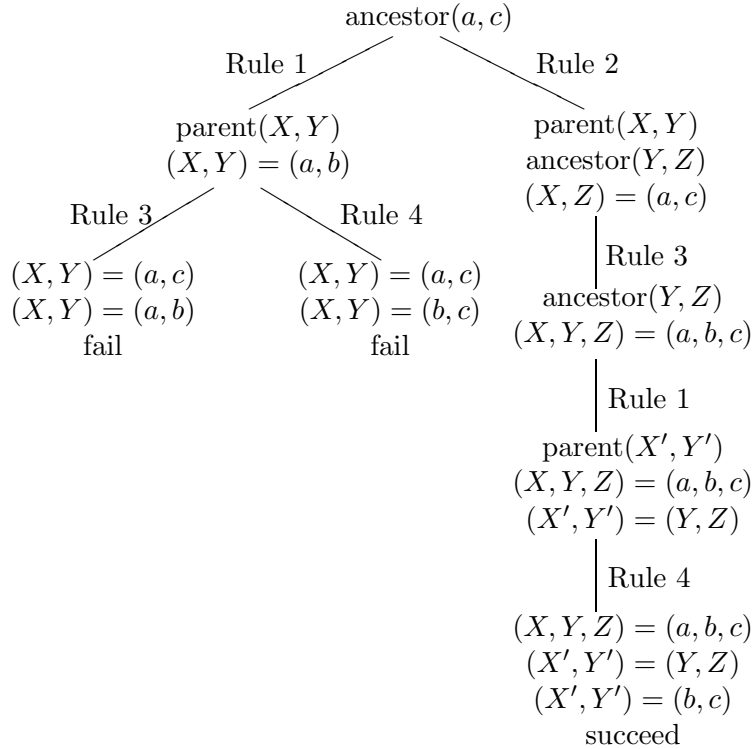 ancestor(a, c)
Rule 1
Rule 2
parent(X, Y)
(X, Y) = (a, b)
parent(X, Y)
ancestor(Y, Z)
(X, Z) = (a, c)
Rule 3
Rule 4
(X, Y) = (a, c)
(X, Y) = (a, b)
fail
(X, Y) = (a, c)
(X, Y) = (b, c)
fail
Rule 3
ancestor(Y, Z)
(X, Y, Z) = (a, b, c)
Rule 1
parent(X′, Y′)
(X, Y, Z) = (a, b, c)
(X′, Y′) = (Y, Z)
Rule 4
(X, Y, Z) = (a, b, c)
(X′, Y′) = (Y, Z)
(X′, Y′) = (b, c)
succeed